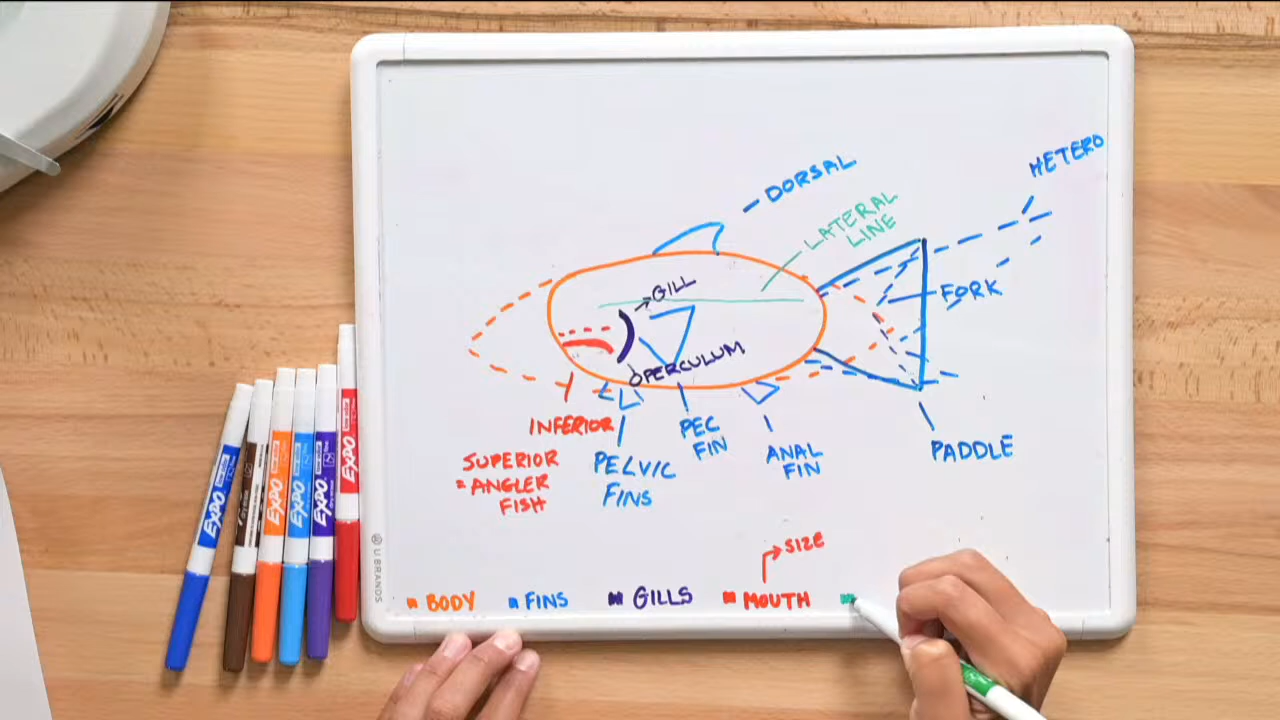 HETERO
DORSAL
LATERAL
LINE
GILL
FORK
OPERCULUM
INFERIOR
SUPERIOR
= ANGLER
FISH
PELVIC
FINS
PEC
FIN
ANAL
FIN
PADDLE
SIZE
BODY
FINS
GILLS
MOUTH
U BRANDS
EXPO
EXPO
EXPO
EXPO
EXPO